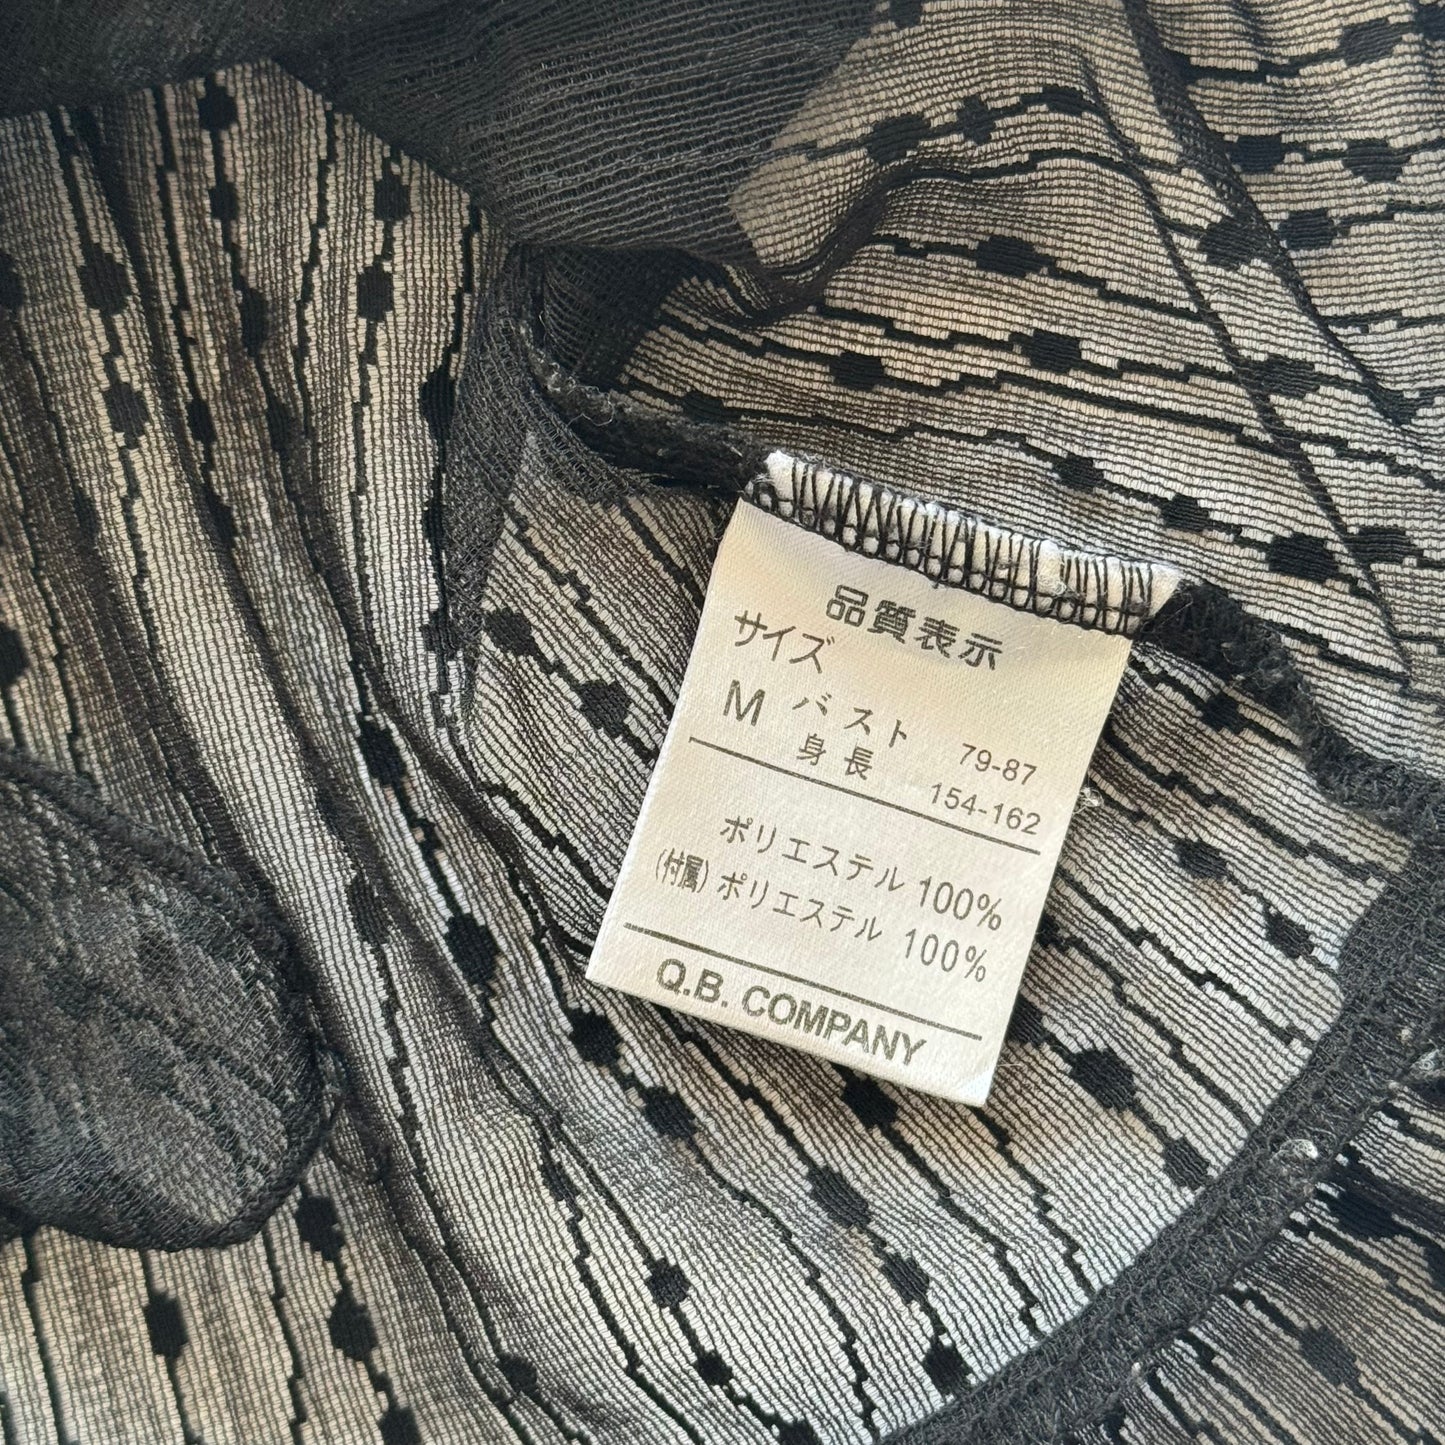 品質表示
サイズ
M バスト 79-87
身長 154-162
ポリエステル 100%
(付属) ポリエステル 100%
Q.B. COMPANY